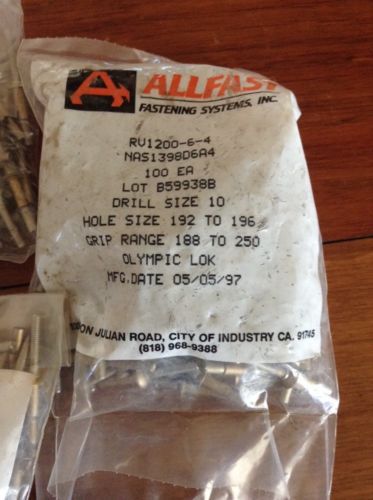 ALLFAST
FASTENING SYSTEMS, INC.
RV1200-6-4
NAS1398D6A4
100 EA
LOT B59938B
DRILL SIZE 10
HOLE SIZE 192 TO 196
GRIP RANGE 188 TO 250
OLYMPIC LOK
MFG.DATE 05/05/97
JULIAN ROAD, CITY OF INDUSTRY CA. 91745
(818) 968-9388